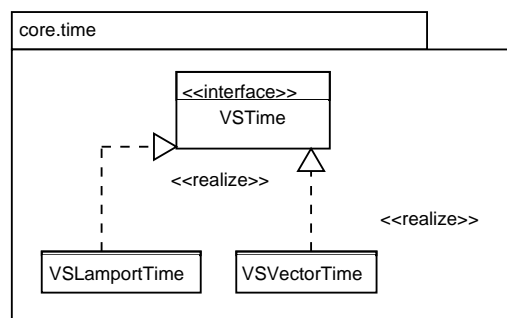 core.time
<<interface>>
VSTime
<<realize>>
<<realize>>
VSLamportTime
VSVectorTime